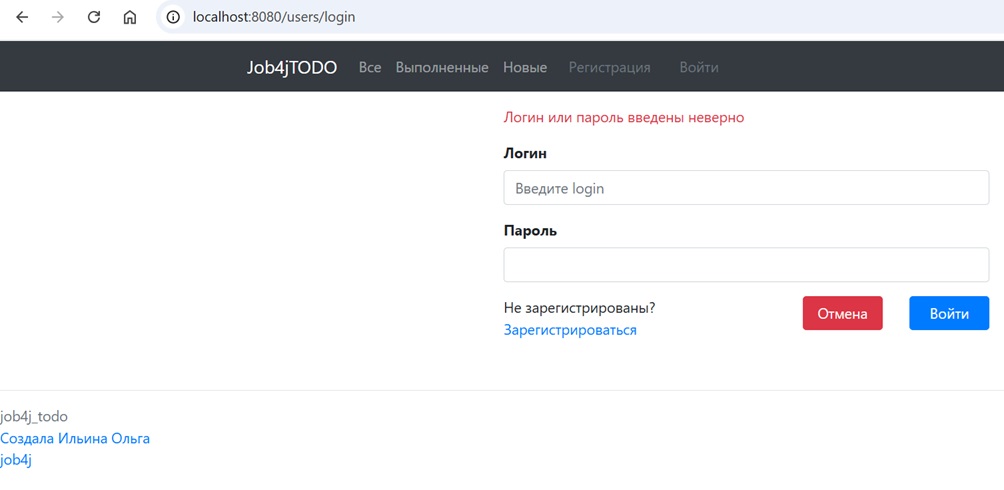 localhost:8080/users/login
Job4jTODO Все Выполненные Новые Регистрация Войти
Логин или пароль введены неверно
Логин
Введите login
Пароль
Не зарегистрированы?
Зарегистрироваться
Отмена Войти
job4j_todo
Создала Ильина Ольга
job4j